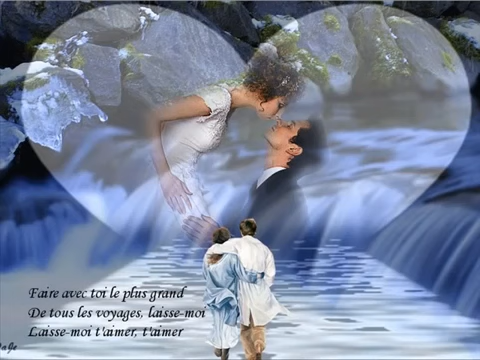 Faire avec toi le plus grand
De tous les voyages, laisse-moi
Laisse-moi t'aimer, t'aimer